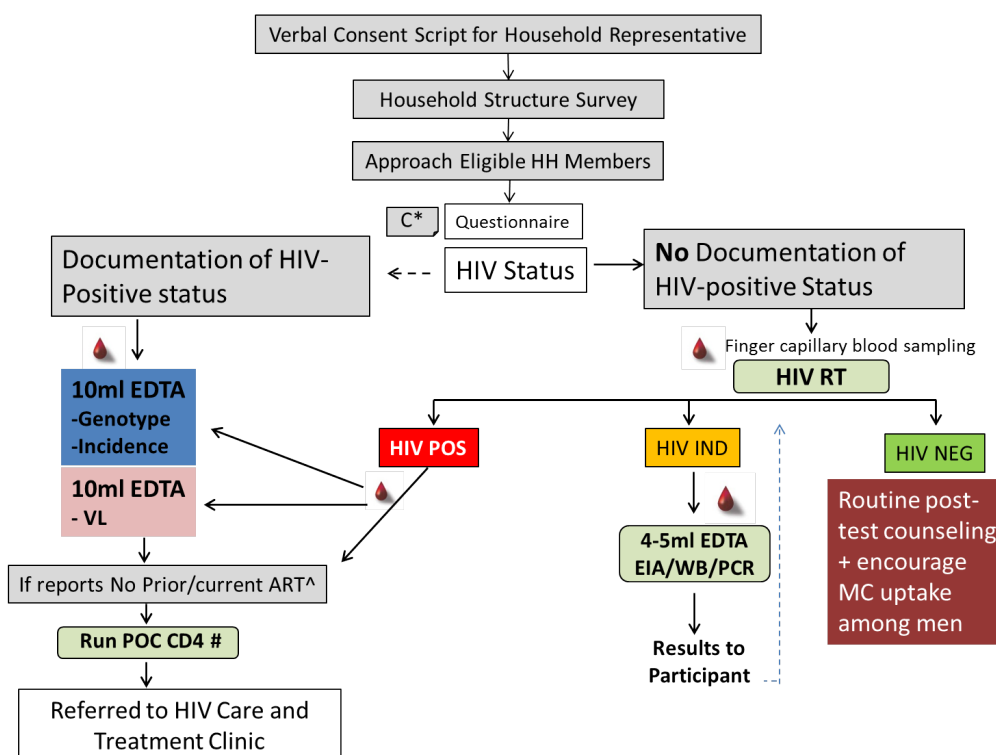 Verbal Consent Script for Household Representative
Household Structure Survey
Approach Eligible HH Members
C*
Questionnaire
HIV Status
Documentation of HIV-
Positive status
No Documentation of
HIV-positive Status
Finger capillary blood sampling
HIV RT
10ml EDTA
-Genotype
-Incidence
10ml EDTA
- VL
HIV POS
HIV IND
HIV NEG
4-5ml EDTA
EIA/WB/PCR
Routine post-
test counseling
+ encourage
MC uptake
among men
If reports No Prior/current ART^
Run POC CD4 #
Results to
Participant
Referred to HIV Care and
Treatment Clinic